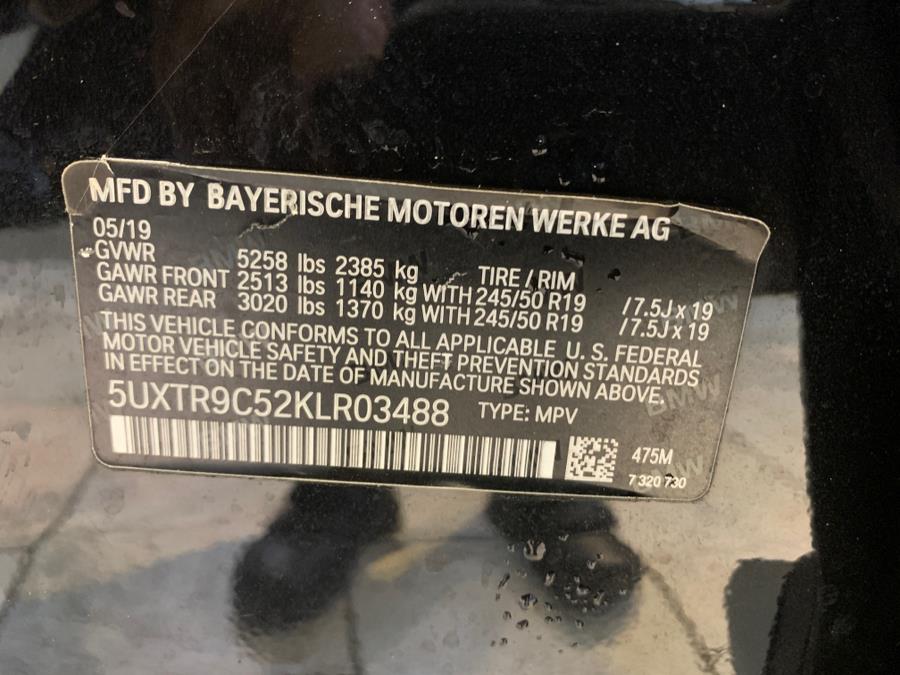 MFD BY BAYERISCHE MOTOREN WERKE AG
05/19
GVWR 5258 lbs 2385 kg TIRE / RIM
GAWR FRONT 2513 lbs 1140 kg WITH 245/50 R19 /7.5J x 19
GAWR REAR 3020 lbs 1370 kg WITH 245/50 R19 /7.5J x 19
THIS VEHICLE CONFORMS TO ALL APPLICABLE U. S. FEDERAL
MOTOR VEHICLE SAFETY AND THEFT PREVENTION STANDARDS
IN EFFECT ON THE DATE OF MANUFACTURE SHOWN ABOVE.
5UXTR9C52KLR03488 TYPE: MPV
475M
7 320 730
BMW